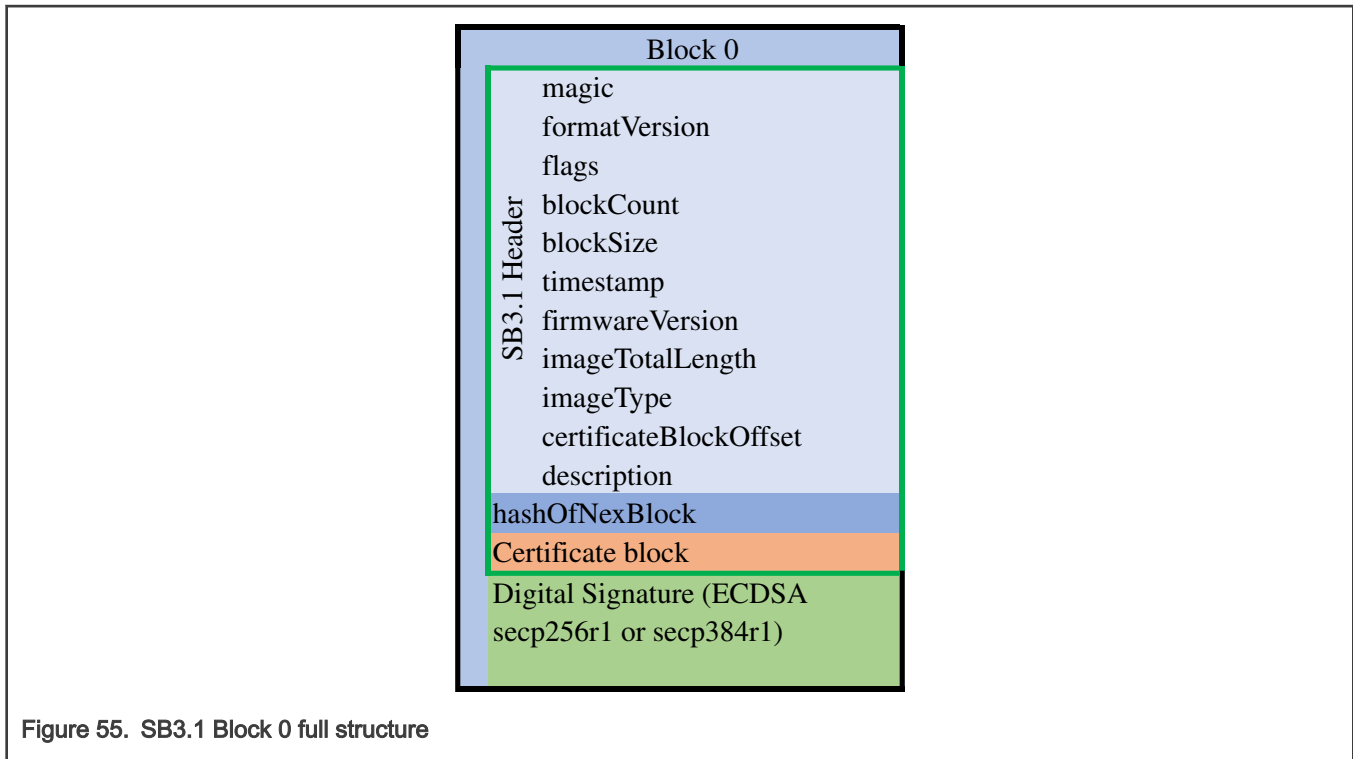 Block 0
SB3.1 Header
magic
formatVersion
flags
blockCount
blockSize
timestamp
firmwareVersion
imageTotalLength
imageType
certificateBlockOffset
description
hashOfNexBlock
Certificate block
Digital Signature (ECDSA
secp256r1 or secp384r1)
Figure 55. SB3.1 Block 0 full structure